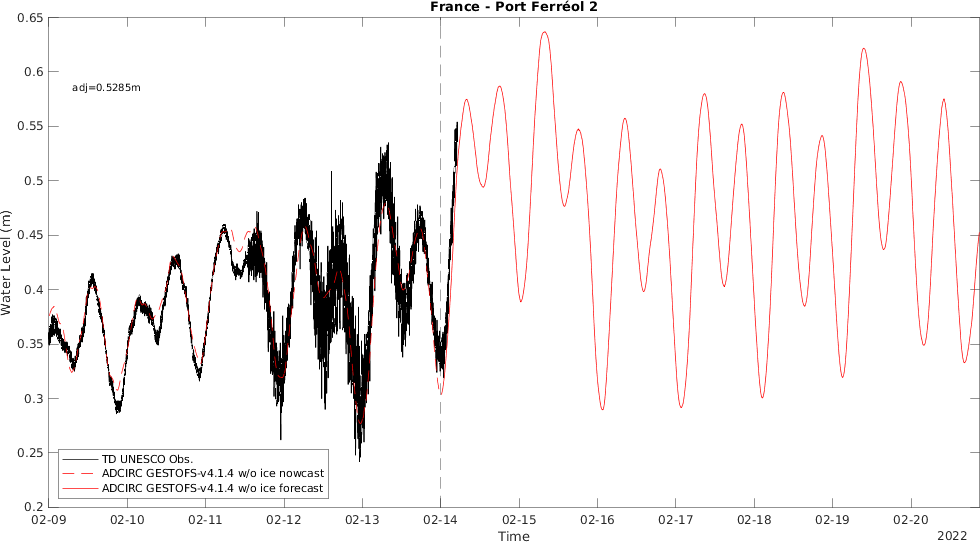 France - Port Ferréol 2
0.65
0.6
0.55
0.5
0.45
0.4
0.35
0.3
0.25
0.2
Water Level (m)
adj=0.5285m
TD UNESCO Obs.
ADCIRC GESTOFS-v4.1.4 w/o ice nowcast
ADCIRC GESTOFS-v4.1.4 w/o ice forecast
02-09 02-10 02-11 02-12 02-13 02-14 02-15 02-16 02-17 02-18 02-19 02-20
Time
2022